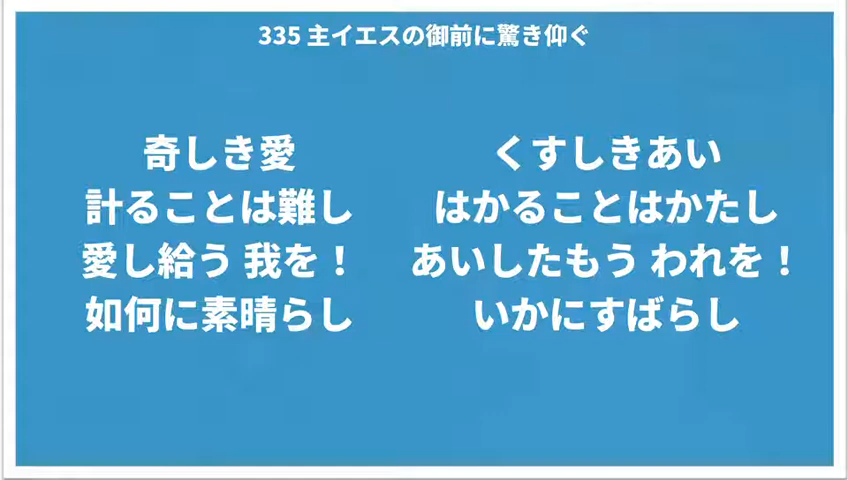 335 主イエスの御前に驚き仰ぐ
奇しき愛
計ることは難し
愛し給う 我を！
如何に素晴らし
くすしきあい
はかることはかたし
あいしたもう われを！
いかにすばらし